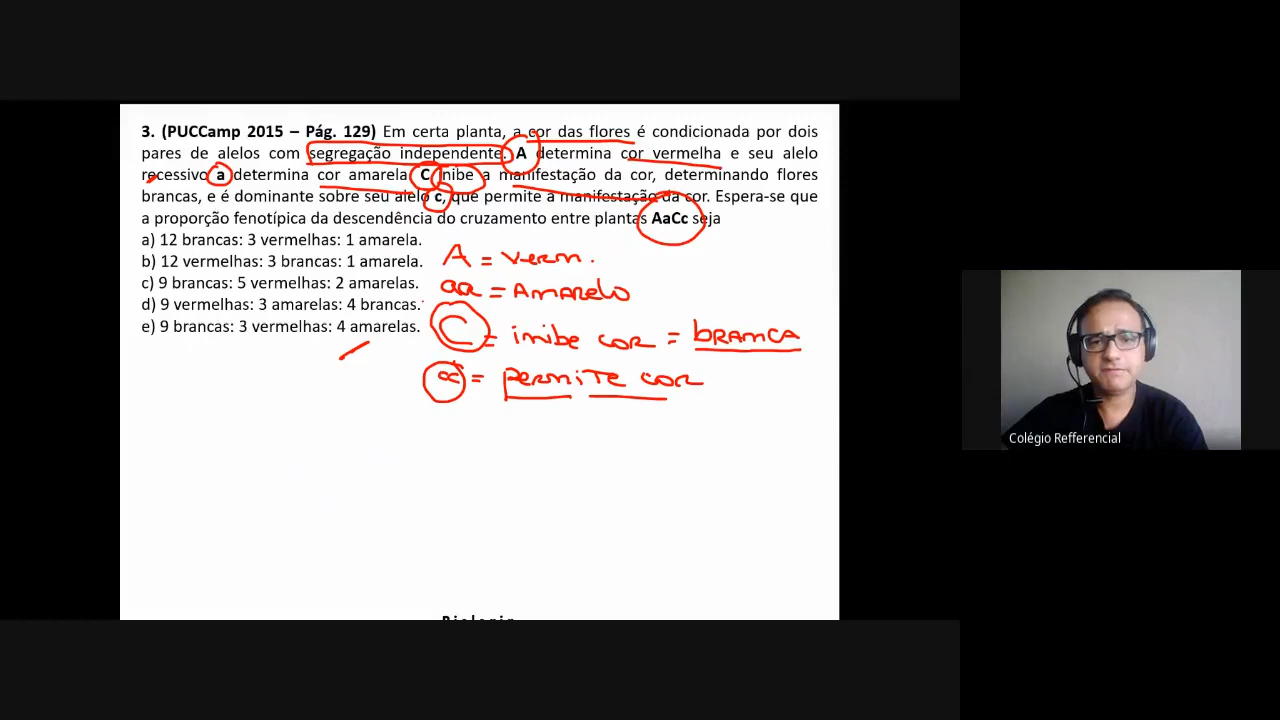 3. (PUCCamp 2015 – Pág. 129) Em certa planta, a cor das flores é condicionada por dois
pares de alelos com segregação independente. A determina cor vermelha e seu alelo
recessivo a determina cor amarela. C inibe a manifestação da cor, determinando flores
brancas, e é dominante sobre seu alelo c, que permite a manifestação da cor. Espera-se que
a proporção fenotípica da descendência do cruzamento entre plantas AaCc seja
a) 12 brancas: 3 vermelhas: 1 amarela.
b) 12 vermelhas: 3 brancas: 1 amarela.
c) 9 brancas: 5 vermelhas: 2 amarelas.
d) 9 vermelhas: 3 amarelas: 4 brancas.
e) 9 brancas: 3 vermelhas: 4 amarelas.
A = verm.
aa = Amarelo
C = inibe cor = branca
cc = permite cor
Colégio Refferencial